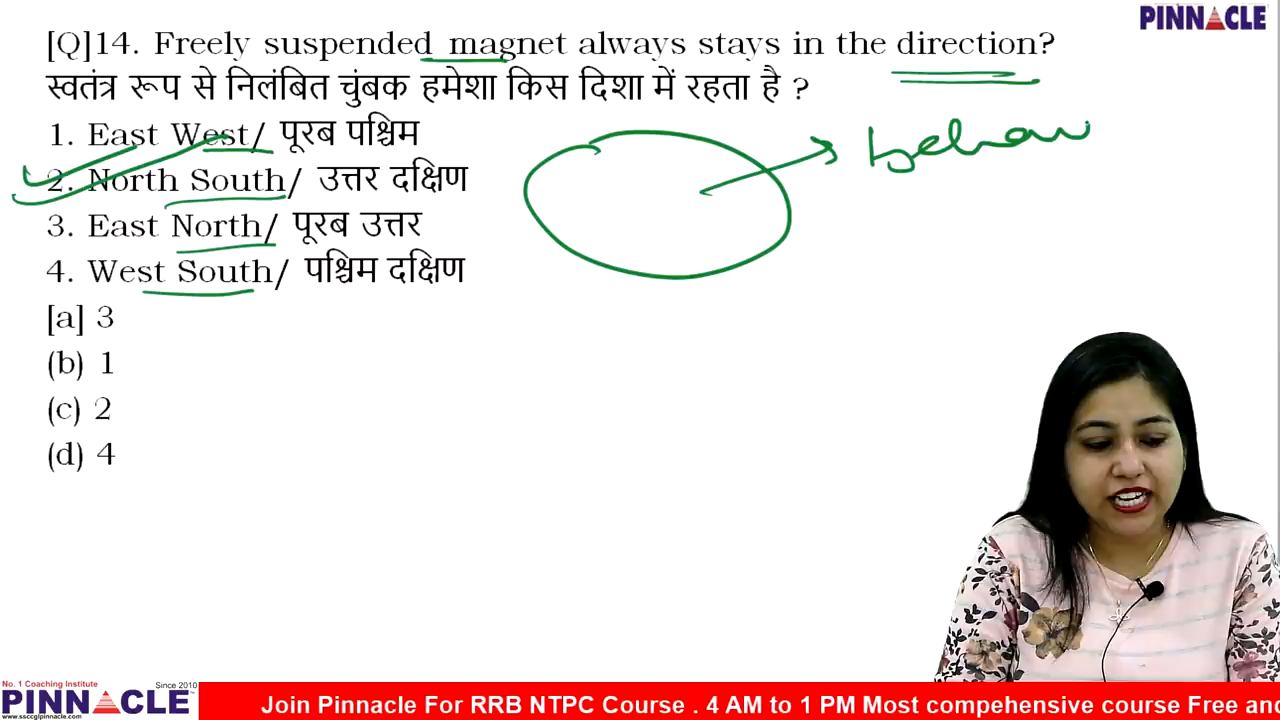 PINNACLE
[Q]14. Freely suspended magnet always stays in the direction?
स्वतंत्र रूप से निलंबित चुंबक हमेशा किस दिशा में रहता है ?
1. East West/ पूरब पश्चिम
2. North South/ उत्तर दक्षिण
3. East North/ पूरब उत्तर
4. West South/ पश्चिम दक्षिण
[a] 3
(b) 1
(c) 2
(d) 4
No. 1 Coaching Institute
Since 2010
PINNACLE
www.ssccglpinnacle.com
Join Pinnacle For RRB NTPC Course . 4 AM to 1 PM Most compehensive course Free and